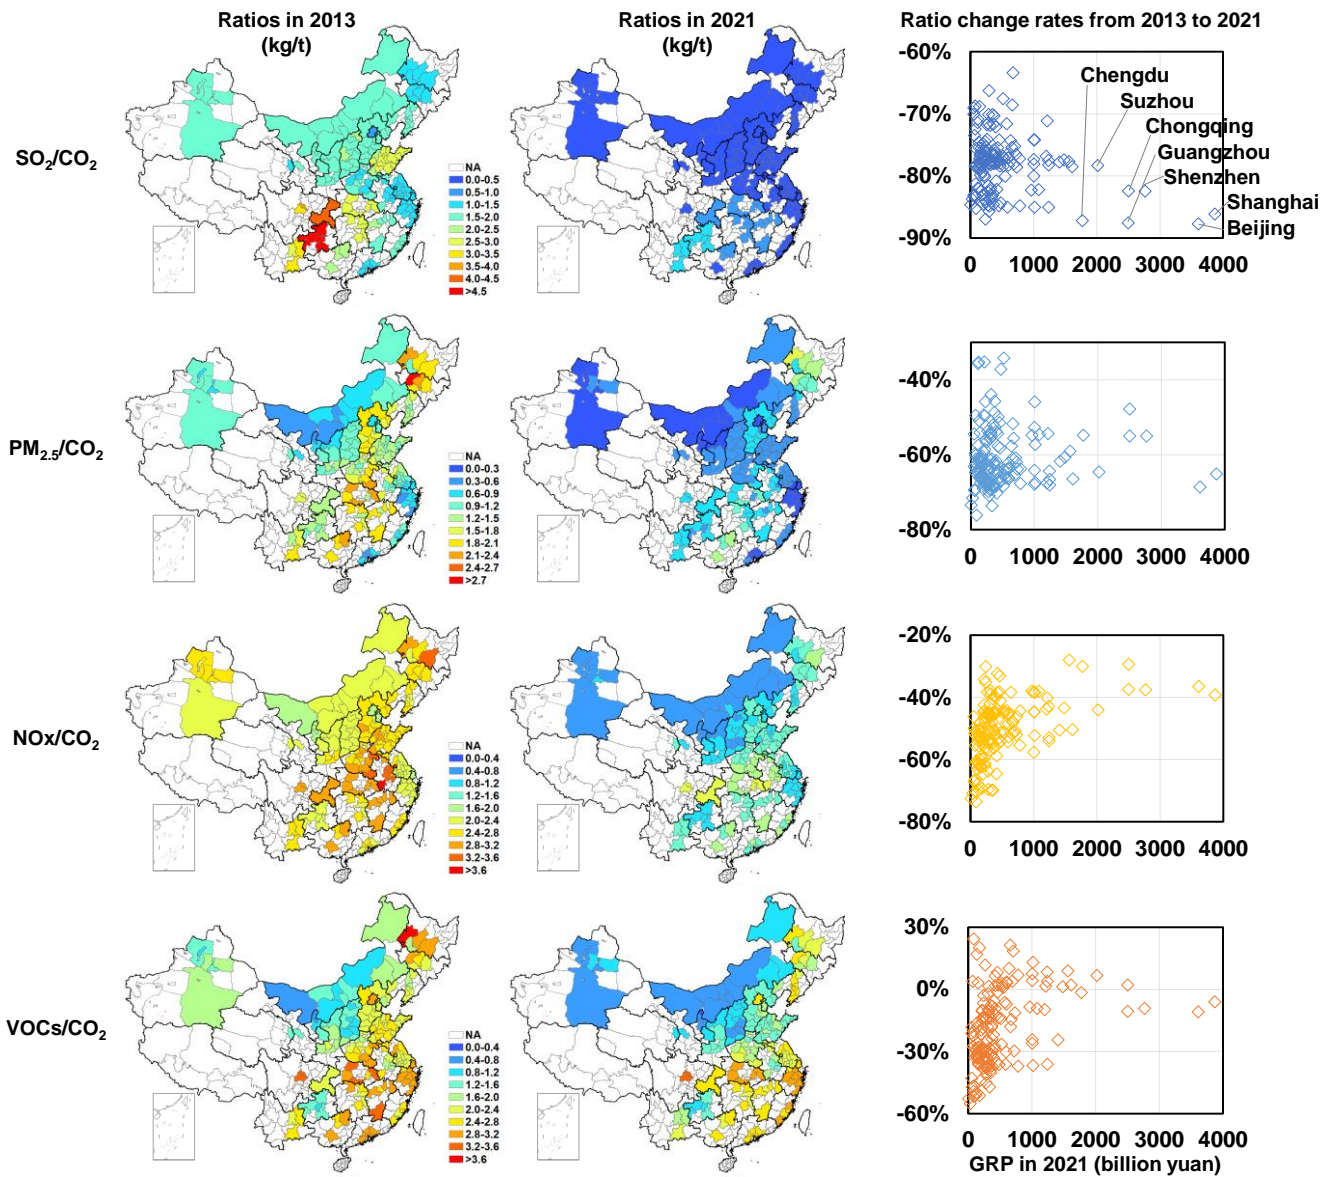 Ratios in 2013
(kg/t)
Ratios in 2021
(kg/t)
Ratio change rates from 2013 to 2021
SO2/CO2
NA
0.0-0.5
0.5-1.0
1.0-1.5
1.5-2.0
2.0-2.5
2.5-3.0
3.0-3.5
3.5-4.0
4.0-4.5
>4.5
-60%
-70%
-80%
-90%
Chengdu
Suzhou
Chongqing
Guangzhou
Shenzhen
Shanghai
Beijing
0 1000 2000 3000 4000
PM2.5/CO2
NA
0.0-0.3
0.3-0.6
0.6-0.9
0.9-1.2
1.2-1.5
1.5-1.8
1.8-2.1
2.1-2.4
2.4-2.7
>2.7
-40%
-60%
-80%
0 1000 2000 3000 4000
NOx/CO2
NA
0.0-0.4
0.4-0.8
0.8-1.2
1.2-1.6
1.6-2.0
2.0-2.4
2.4-2.8
2.8-3.2
3.2-3.6
>3.6
-20%
-40%
-60%
-80%
0 1000 2000 3000 4000
VOCs/CO2
NA
0.0-0.4
0.4-0.8
0.8-1.2
1.2-1.6
1.6-2.0
2.0-2.4
2.4-2.8
2.8-3.2
3.2-3.6
>3.6
30%
0%
-30%
-60%
0 1000 2000 3000 4000
GRP in 2021 (billion yuan)